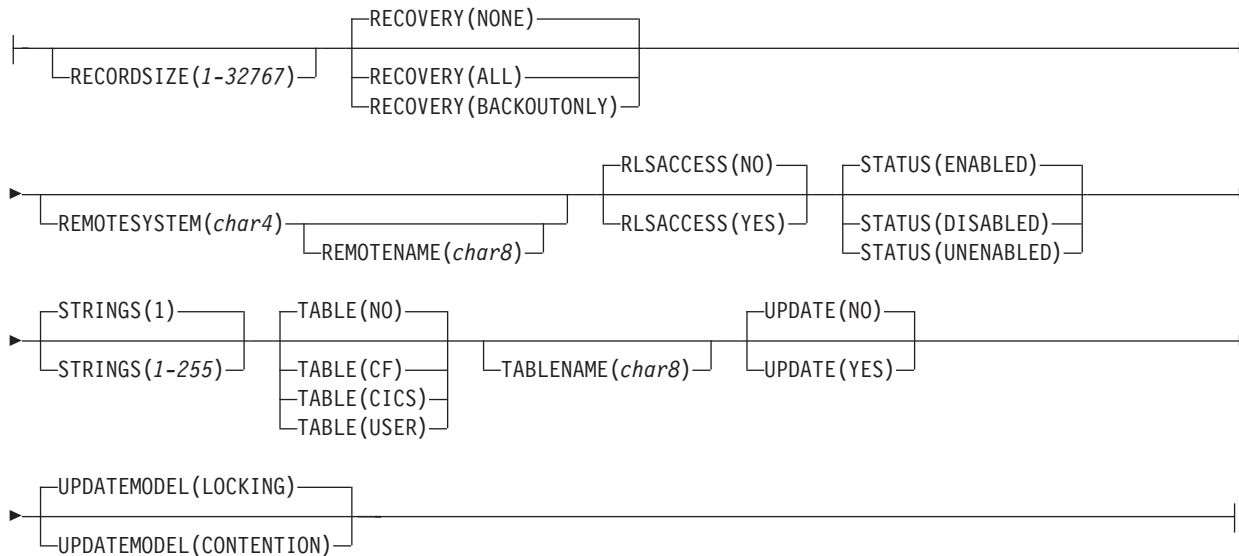 RECOVERY(NONE)
RECORDSIZE(1-32767)
RECOVERY(ALL)
RECOVERY(BACKOUTONLY)
RLSACCESS(NO)
STATUS(ENABLED)
REMOTESYSTEM(char4)
RLSACCESS(YES)
STATUS(DISABLED)
REMOTENAME(char8)
STATUS(UNENABLED)
STRINGS(1)
TABLE(NO)
UPDATE(NO)
STRINGS(1-255)
TABLE(CF)
TABLENAME(char8)
UPDATE(YES)
TABLE(CICS)
TABLE(USER)
UPDATEMODEL(LOCKING)
UPDATEMODEL(CONTENTION)